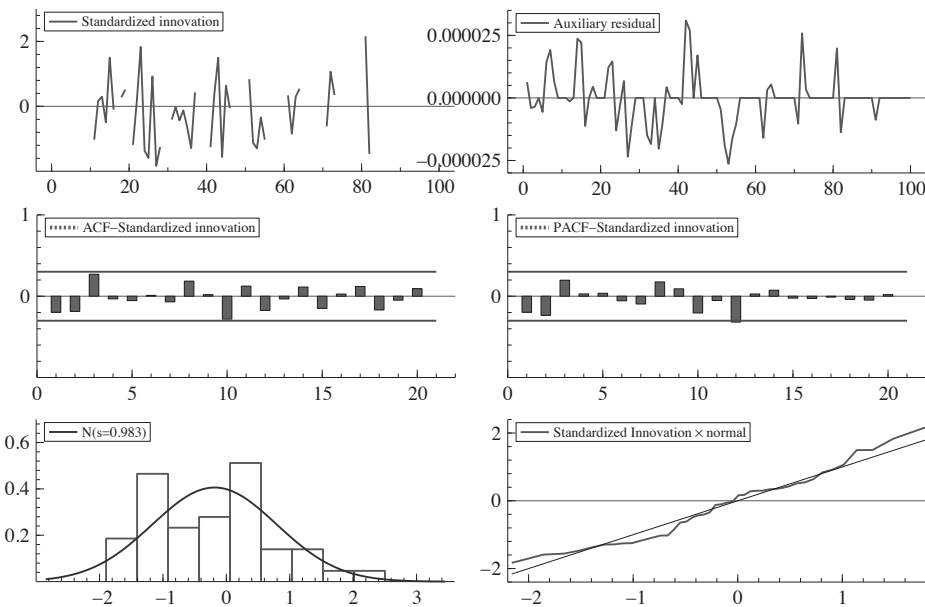 Standardized innovation
2
0
0 20 40 60 80 100
Auxiliary residual
0.000025
0.000000
−0.000025
0 20 40 60 80 100
ACF−Standardized innovation
1
0
0 5 10 15 20
PACF−Standardized innovation
1
0
0 5 10 15 20
N(s=0.983)
0.6
0.4
0.2
−2 −1 0 1 2 3
Standardized Innovation × normal
2
0
−2
−2 −1 0 1